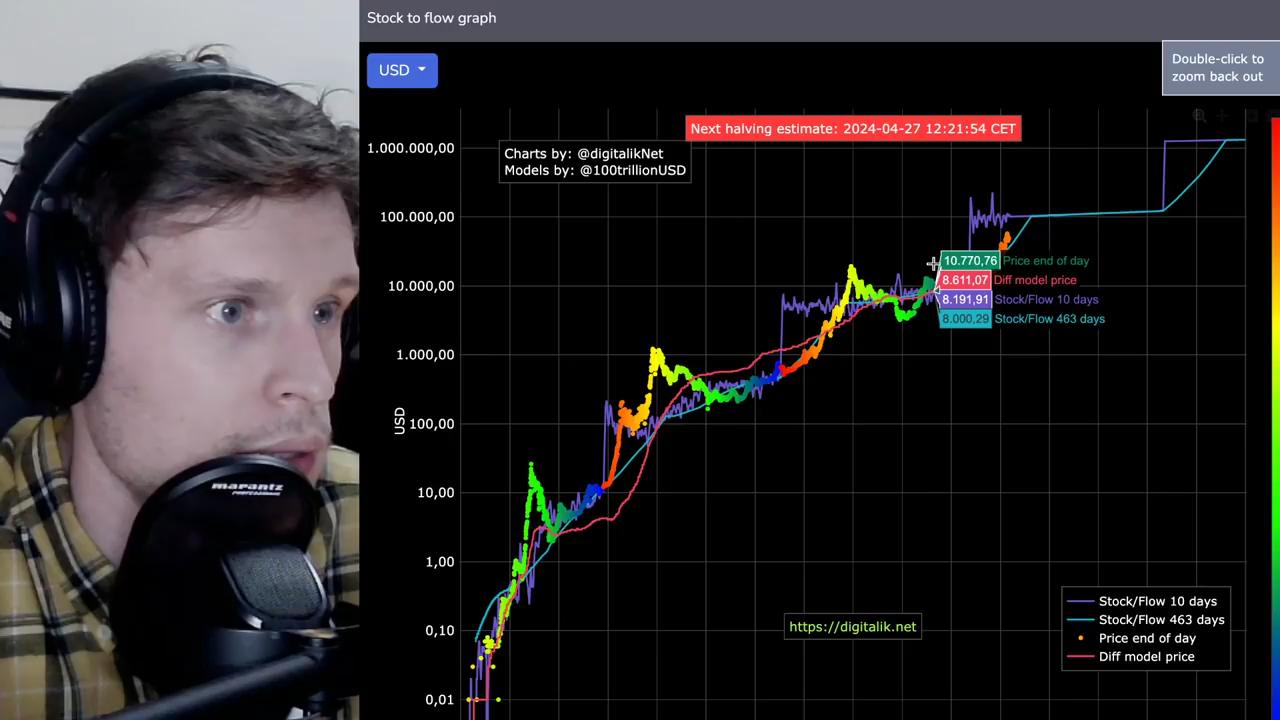 Stock to flow graph
USD
Double-click to
zoom back out
Next halving estimate: 2024-04-27 12:21:54 CET
Charts by: @digitalikNet
Models by: @100trillionUSD
1.000.000,00
100.000,00
10.000,00
1.000,00
100,00
10,00
1,00
0,10
0,01
USD
10.770,76 Price end of day
8.611,07 Diff model price
8.191,91 Stock/Flow 10 days
8.000,29 Stock/Flow 463 days
https://digitalik.net
Stock/Flow 10 days
Stock/Flow 463 days
Price end of day
Diff model price
marantz
PROFESSIONAL